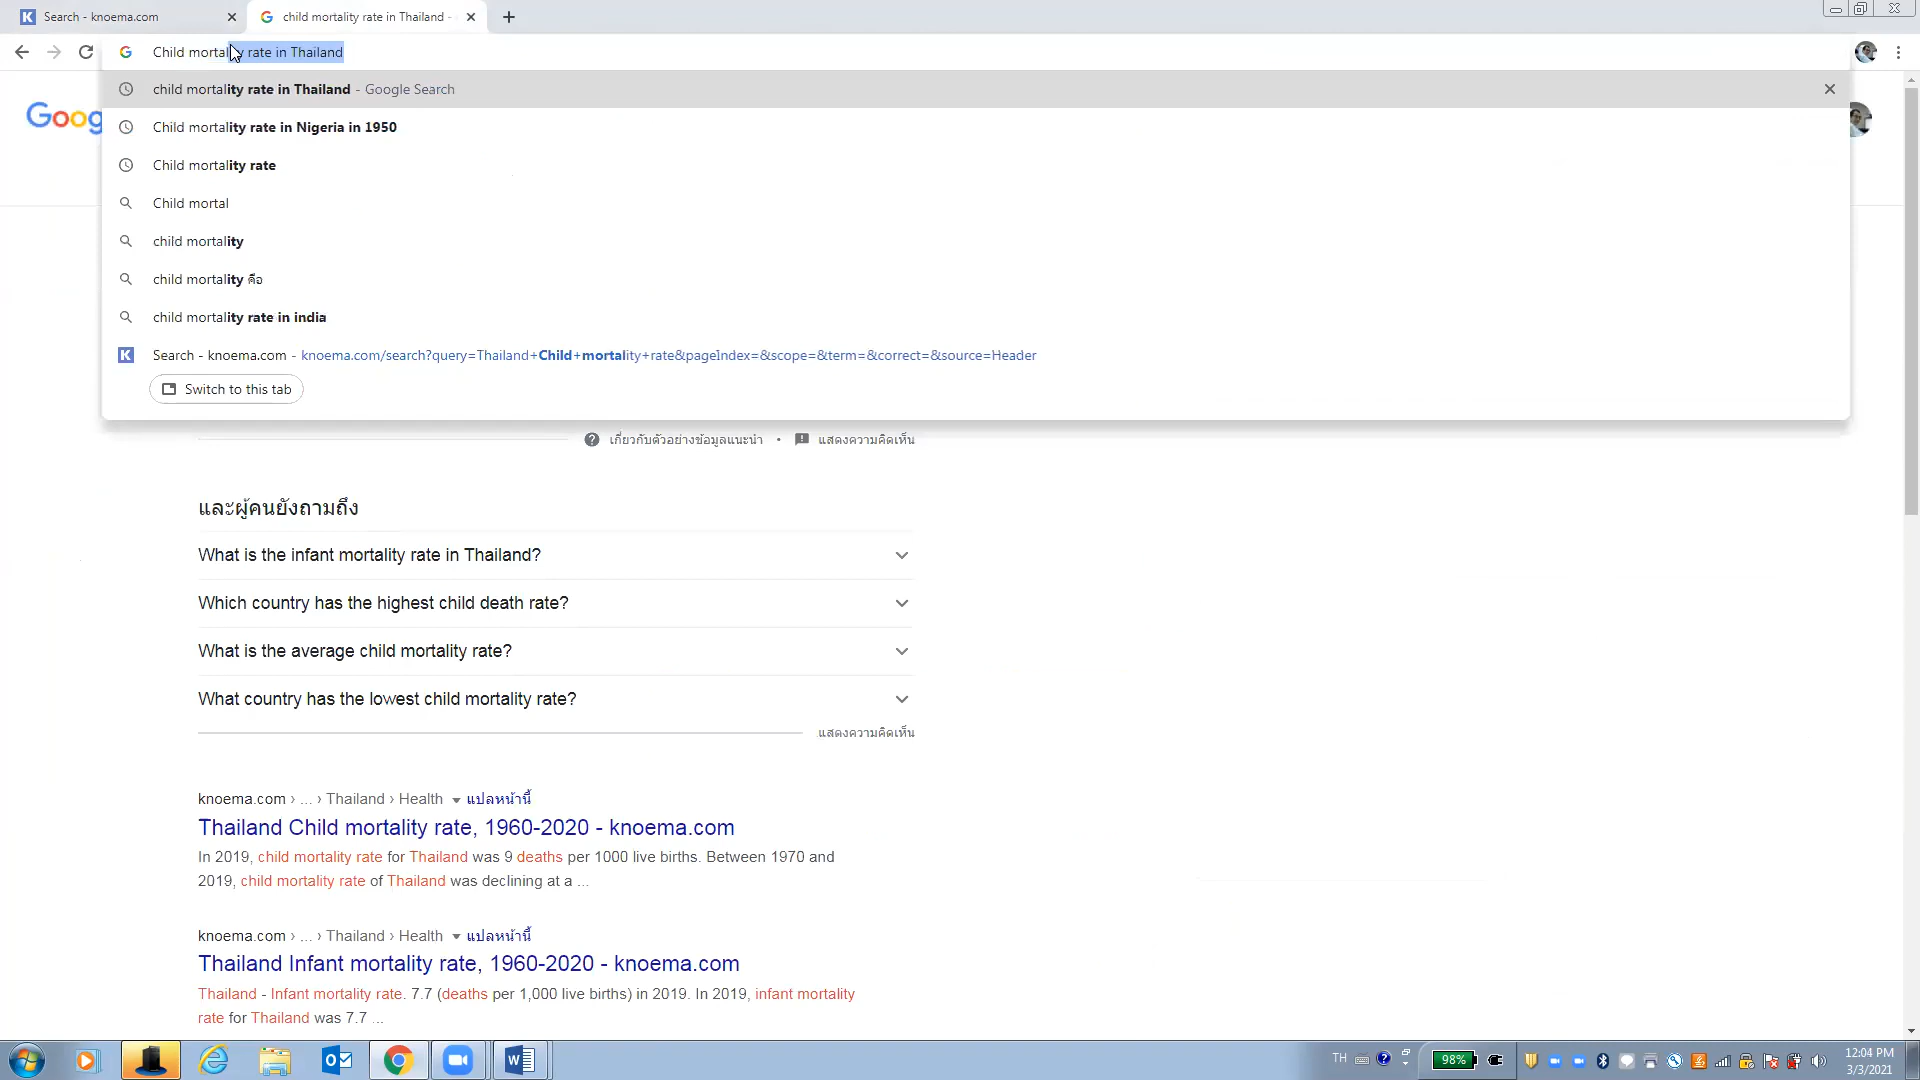 Search - knoema.com
child mortality rate in Thailand -
Child mortality rate in Thailand
child mortality rate in Thailand - Google Search
Child mortality rate in Nigeria in 1950
Child mortality rate
Child mortal
child mortality
child mortality คือ
child mortality rate in india
Search - knoema.com - knoema.com/search?query=Thailand+Child+mortality+rate&pageIndex=&scope=&term=&correct=&source=Header
Switch to this tab
Goog
เกี่ยวกับตัวอย่างข้อมูลแนะนำ • แสดงความคิดเห็น
และผู้คนยังถามถึง
What is the infant mortality rate in Thailand?
Which country has the highest child death rate?
What is the average child mortality rate?
What country has the lowest child mortality rate?
แสดงความคิดเห็น
knoema.com › ... › Thailand › Health แปลหน้านี้
Thailand Child mortality rate, 1960-2020 - knoema.com
In 2019, child mortality rate for Thailand was 9 deaths per 1000 live births. Between 1970 and
2019, child mortality rate of Thailand was declining at a ...
knoema.com › ... › Thailand › Health แปลหน้านี้
Thailand Infant mortality rate, 1960-2020 - knoema.com
Thailand - Infant mortality rate. 7.7 (deaths per 1,000 live births) in 2019. In 2019, infant mortality
rate for Thailand was 7.7 ...
TH
98%
12:04 PM
3/3/2021